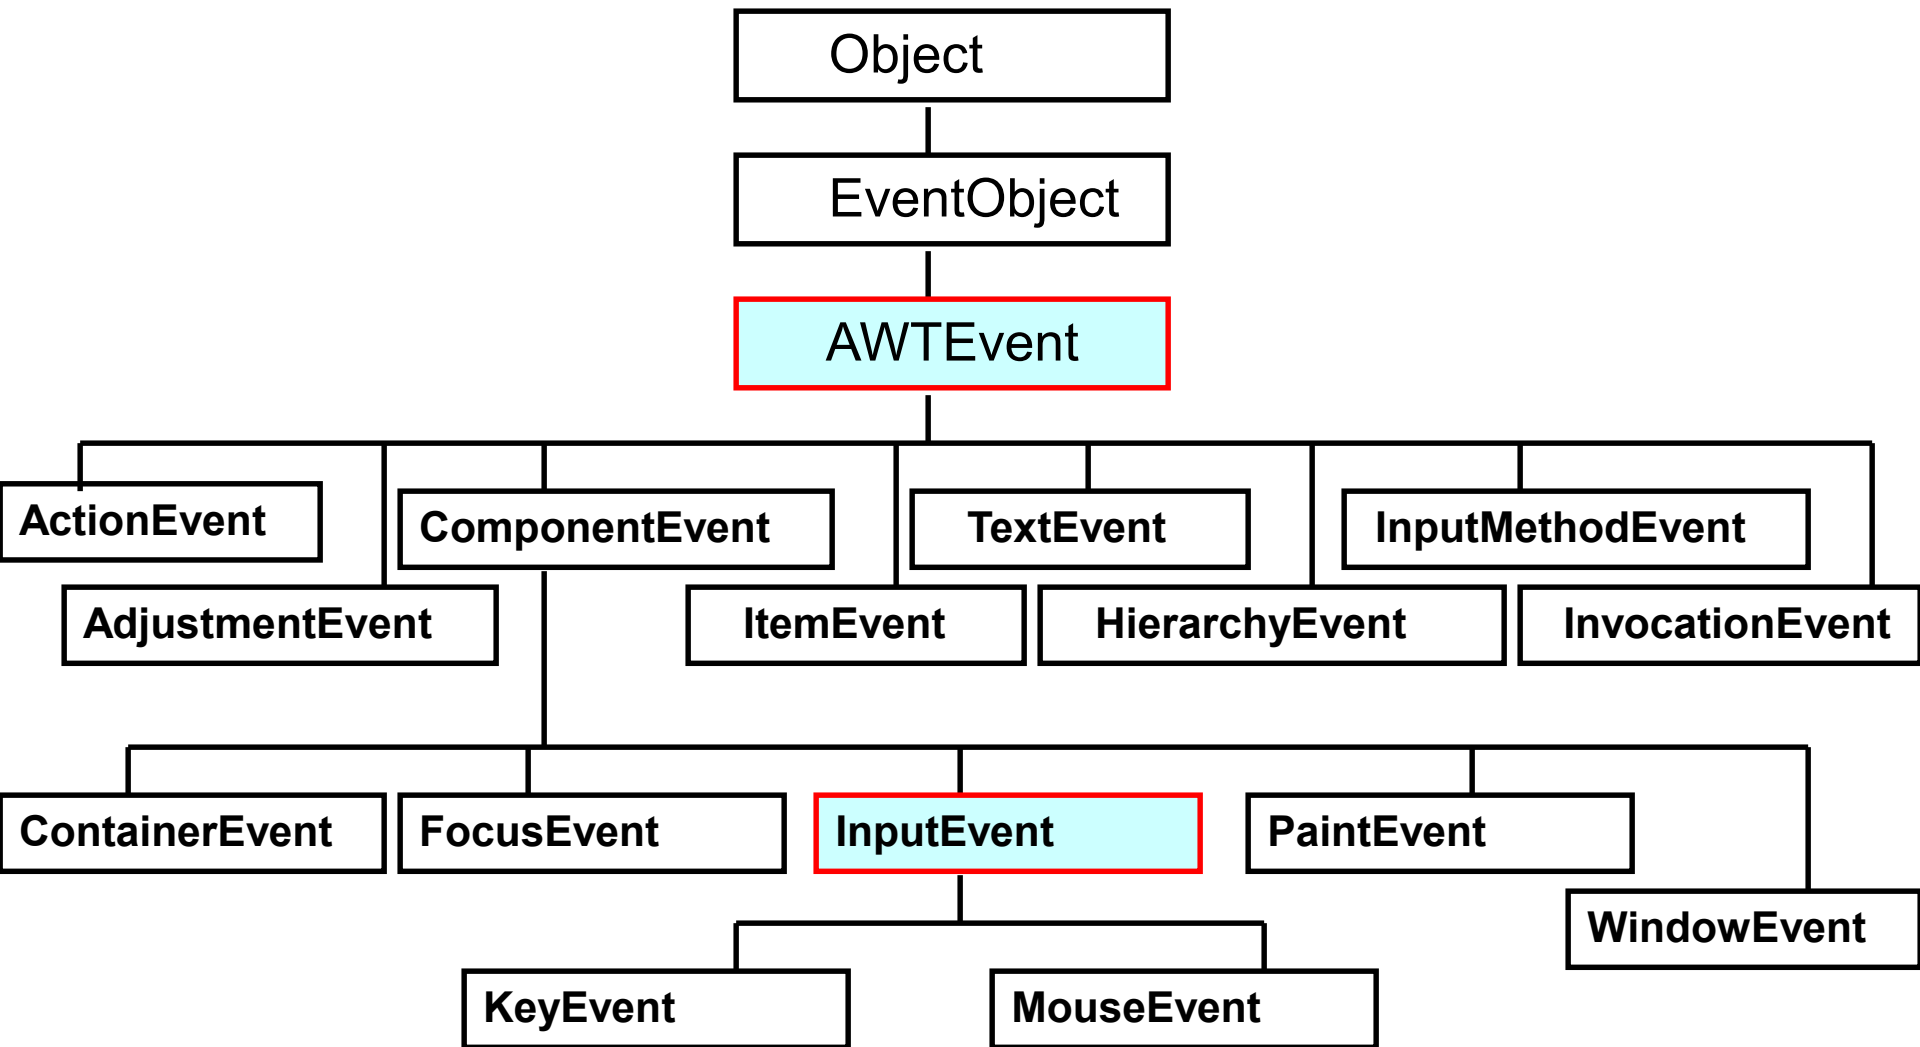 Object
EventObject
AWTEvent
ActionEvent
ComponentEvent
TextEvent
InputMethodEvent
AdjustmentEvent
ItemEvent
HierarchyEvent
InvocationEvent
ContainerEvent
FocusEvent
InputEvent
PaintEvent
WindowEvent
KeyEvent
MouseEvent